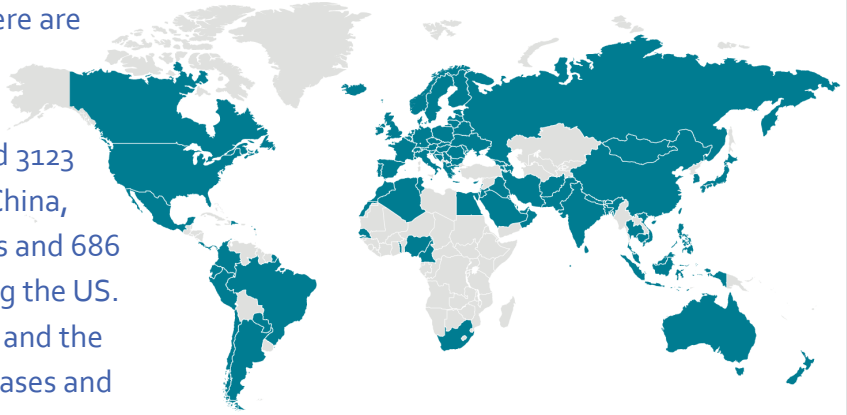 ere are
d 3123
China,
s and 686
g the US.
and the
ases and